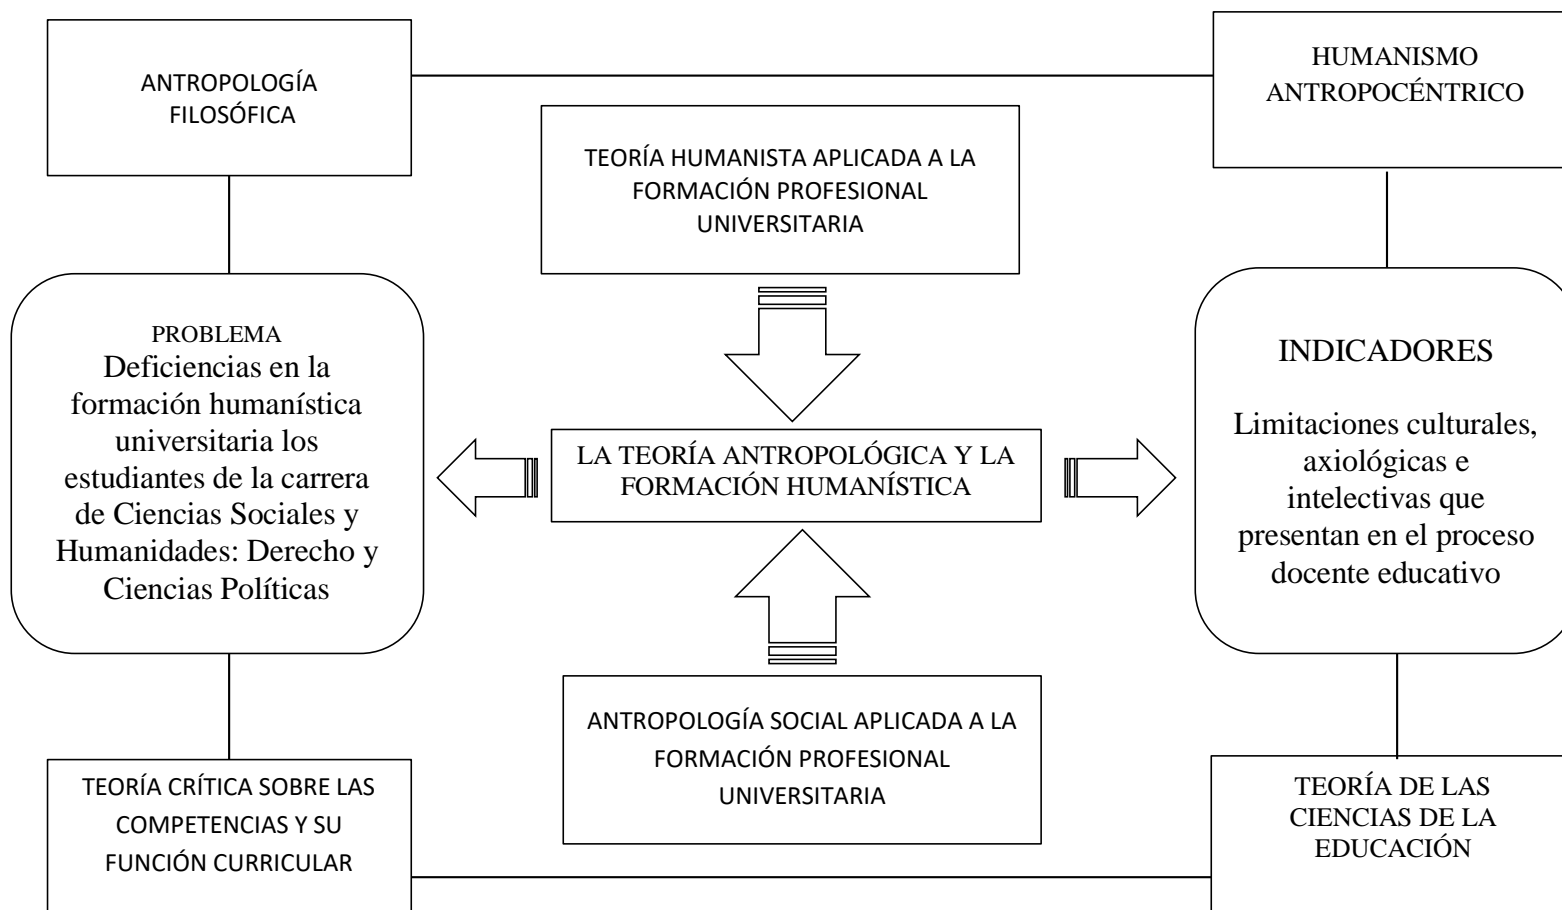 ANTROPOLOGÍA
FILOSÓFICA
HUMANISMO
ANTROPOCÉNTRICO
TEORÍA HUMANISTA APLICADA A LA
FORMACIÓN PROFESIONAL
UNIVERSITARIA
PROBLEMA
Deficiencias en la
formación humanística
universitaria los
estudiantes de la carrera
de Ciencias Sociales y
Humanidades: Derecho y
Ciencias Políticas
LA TEORÍA ANTROPOLÓGICA Y LA
FORMACIÓN HUMANÍSTICA
INDICADORES
Limitaciones culturales,
axiológicas e
intelectivas que
presentan en el proceso
docente educativo
ANTROPOLOGÍA SOCIAL APLICADA A LA
FORMACIÓN PROFESIONAL
UNIVERSITARIA
TEORÍA CRÍTICA SOBRE LAS
COMPETENCIAS Y SU
FUNCIÓN CURRICULAR
TEORÍA DE LAS
CIENCIAS DE LA
EDUCACIÓN